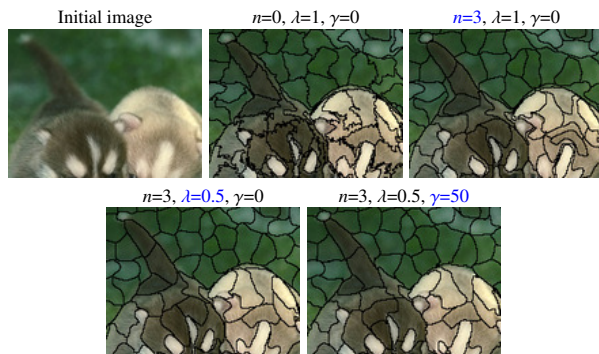 Initial image
n=0, λ=1, γ=0
n=3, λ=1, γ=0
n=3, λ=0.5, γ=0
n=3, λ=0.5, γ=50